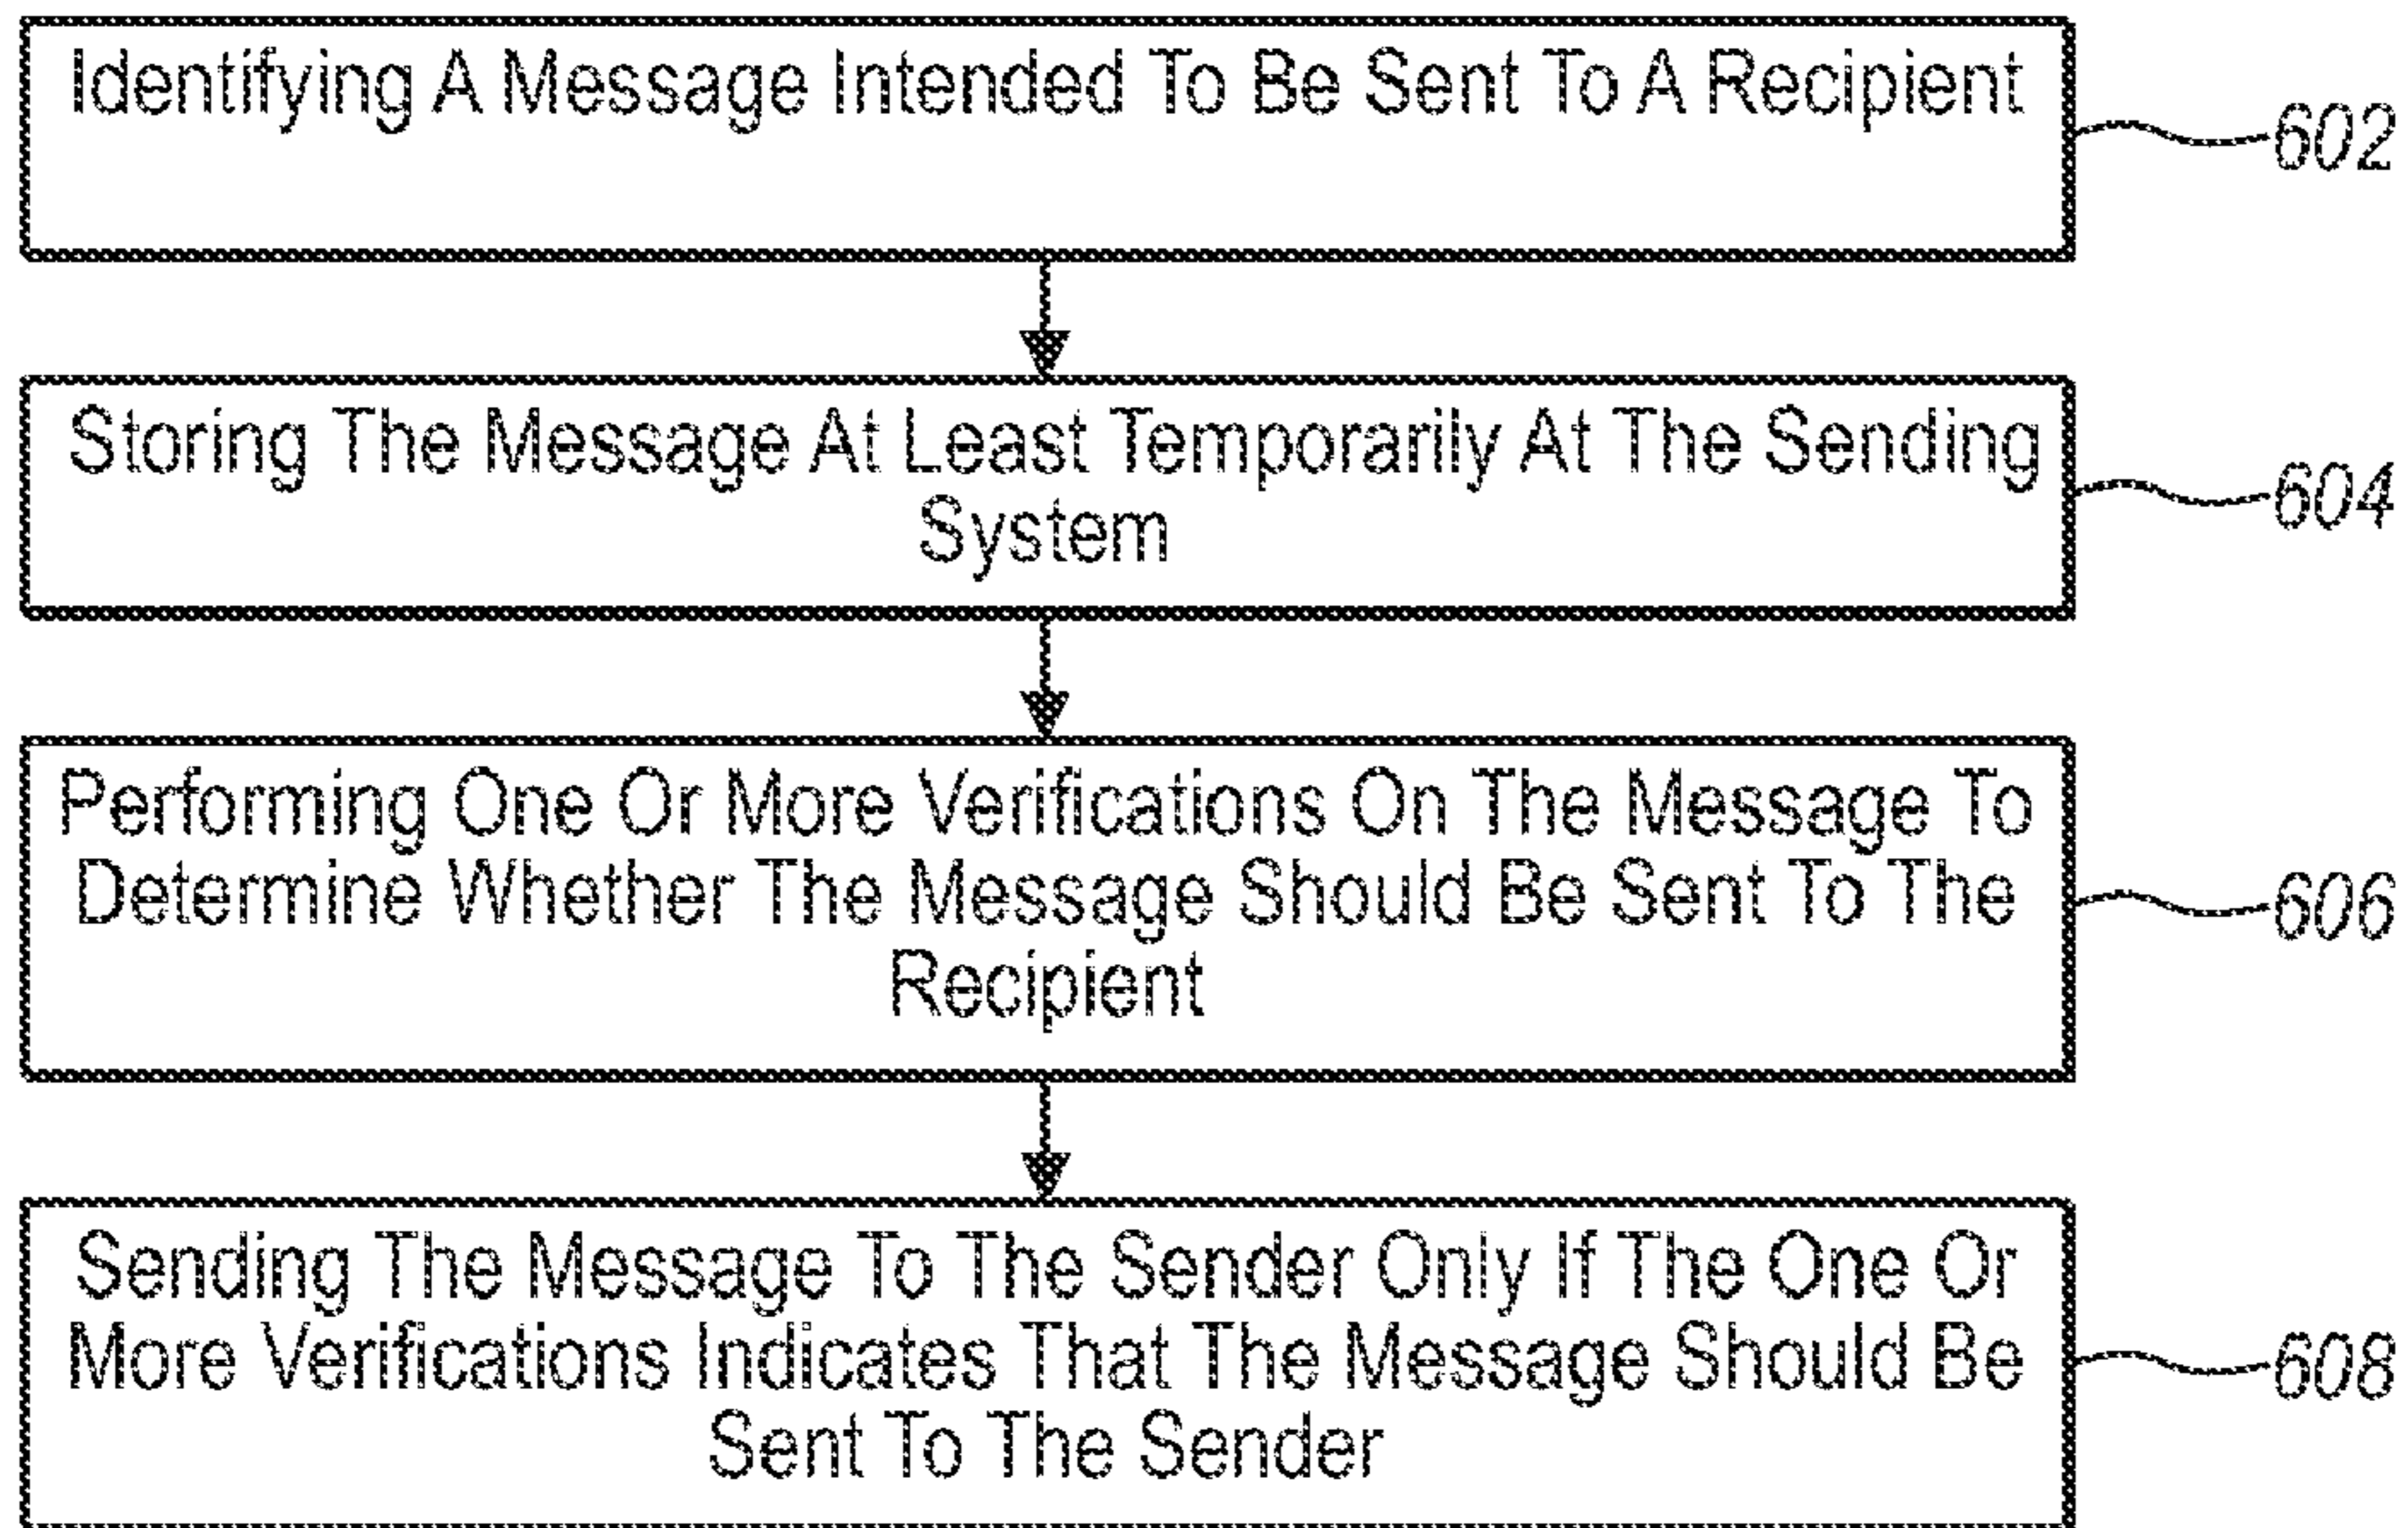 Identifying A Message Intended To Be Sent To A Recipient
602
Storing The Message At Least Temporarily At The Sending
System
604
Performing One Or More Verifications On The Message To
Determine Whether The Message Should Be Sent To The
Recipient
606
Sending The Message To The Sender Only If The One Or
More Verifications Indicates That The Message Should Be
Sent To The Sender
608